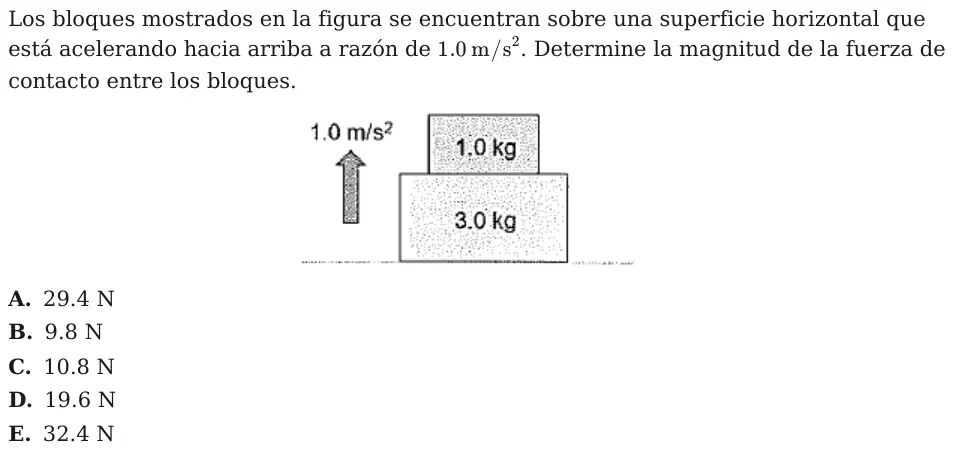 Los bloques mostrados en la figura se encuentran sobre una superficie horizontal que
está acelerando hacia arriba a razón de 1.0 m/s². Determine la magnitud de la fuerza de
contacto entre los bloques.
1.0 m/s²
1.0 kg
3.0 kg
A. 29.4 N
B. 9.8 N
C. 10.8 N
D. 19.6 N
E. 32.4 N